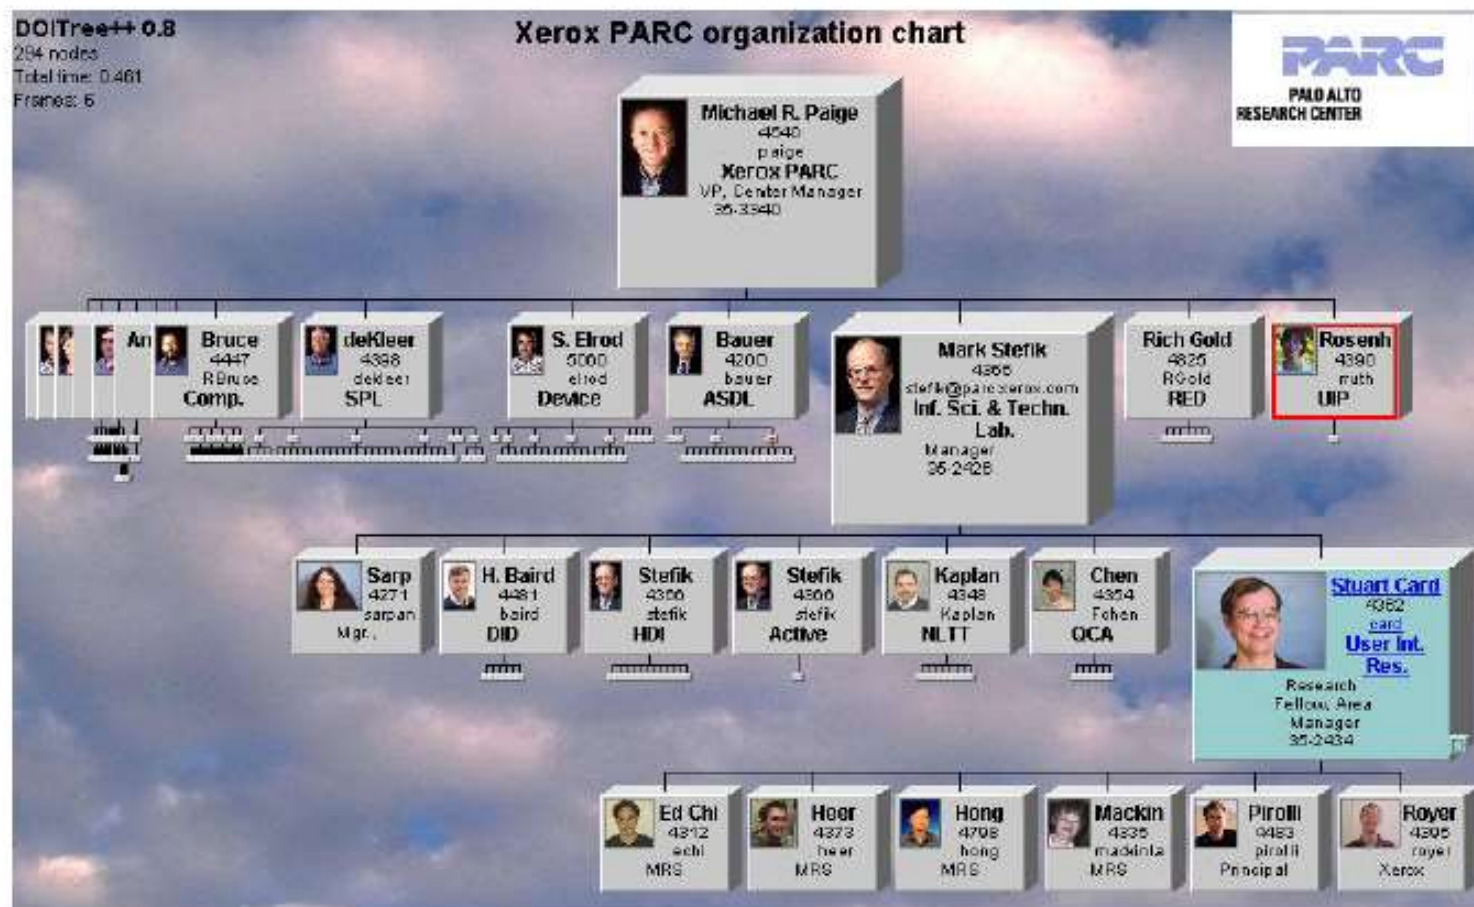 DOITree++ 0.8
294 nodes
Total time: 0.461
Frames: 6
Xerox PARC organization chart
PARC
PALO ALTO
RESEARCH CENTER
Michael R. Paige
4540
paige
Xerox PARC
VP, Center Manager
35-3340
An
Bruce
4447
RBruce
Comp.
deKleer
4398
dekleer
SPL
S. Elrod
5060
elrod
Device
Bauer
4200
bauer
ASDL
Mark Stefik
4366
stefik@parc.xerox.com
Inf. Sci. & Techn.
Lab.
Manager
35-2428
Rich Gold
4825
RGold
RED
Rosenh
4390
ruth
UIP
Sarp
4271
sarpan
Mgr.,
H. Baird
4481
baird
DID
Stefik
4366
stefik
HDI
Stefik
4366
stefik
Active
Kaplan
4348
Kaplan
NLTT
Chen
4354
Fchen
QCA
Stuart Card
4362
card
User Int.
Res.
Research
Fellow, Area
Manager
35-2434
Ed Chi
4312
echi
MRS
Heer
4373
heer
MRS
Hong
4798
hong
MRS
Mackin
4335
mackinla
MRS
Pirolli
4483
pirolli
Principal
Royer
4395
royer
Xerox